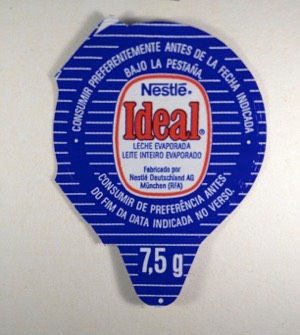 · CONSUMIR PREFERENTEMENTE ANTES DE LA FECHA INDICADA ·
BAJO LA PESTAÑA.
Nestlé®
Ideal®
LECHE EVAPORADA
LEITE INTEIRO EVAPORADO
Fabricado por
Nestlé Deutschland AG
München (RFA)
CONSUMIR DE PREFERÊNCIA ANTES
DO FIM DA DATA INDICADA NO VERSO.
7,5 g